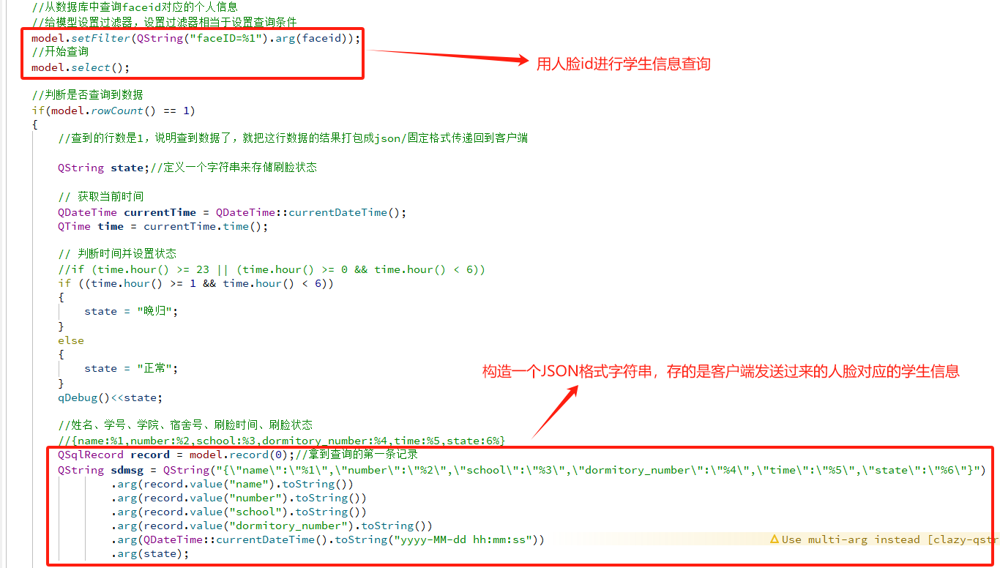 //从数据库中查询faceid对应的个人信息
//给模型设置过滤器，设置过滤器相当于设置查询条件
model.setFilter(QString("faceID=%1").arg(faceid));
//开始查询
model.select();
用人脸id进行学生信息查询
//判断是否查询到数据
if(model.rowCount() == 1)
{
//查到的行数是1，说明查到数据了，就把这行数据的结果打包成json/固定格式传递回到客户端
QString state;//定义一个字符串来存储刷脸状态
// 获取当前时间
QDateTime currentTime = QDateTime::currentDateTime();
QTime time = currentTime.time();
// 判断时间并设置状态
//if (time.hour() >= 23 || (time.hour() >= 0 && time.hour() < 6))
if ((time.hour() >= 1 && time.hour() < 6))
{
state = "晚归";
}
else
{
state = "正常";
}
qDebug()<<state;
构造一个JSON格式字符串，存的是客户端发送过来的人脸对应的学生信息
//姓名、学号、学院、宿舍号、刷脸时间、刷脸状态
//{name:%1,number:%2,school:%3,dormitory_number:%4,time:%5,state:6%}
QSqlRecord record = model.record(0);//拿到查询的第一条记录
QString sdmsg = QString("{\"name\":\"%1\",\"number\":\"%2\",\"school\":\"%3\",\"dormitory_number\":\"%4\",\"time\":\"%5\",\"state\":\"%6\"}")
.arg(record.value("name").toString())
.arg(record.value("number").toString())
.arg(record.value("school").toString())
.arg(record.value("dormitory_number").toString())
.arg(QDateTime::currentDateTime().toString("yyyy-MM-dd hh:mm:ss")) Use multi-arg instead [clazy-qstr
.arg(state);